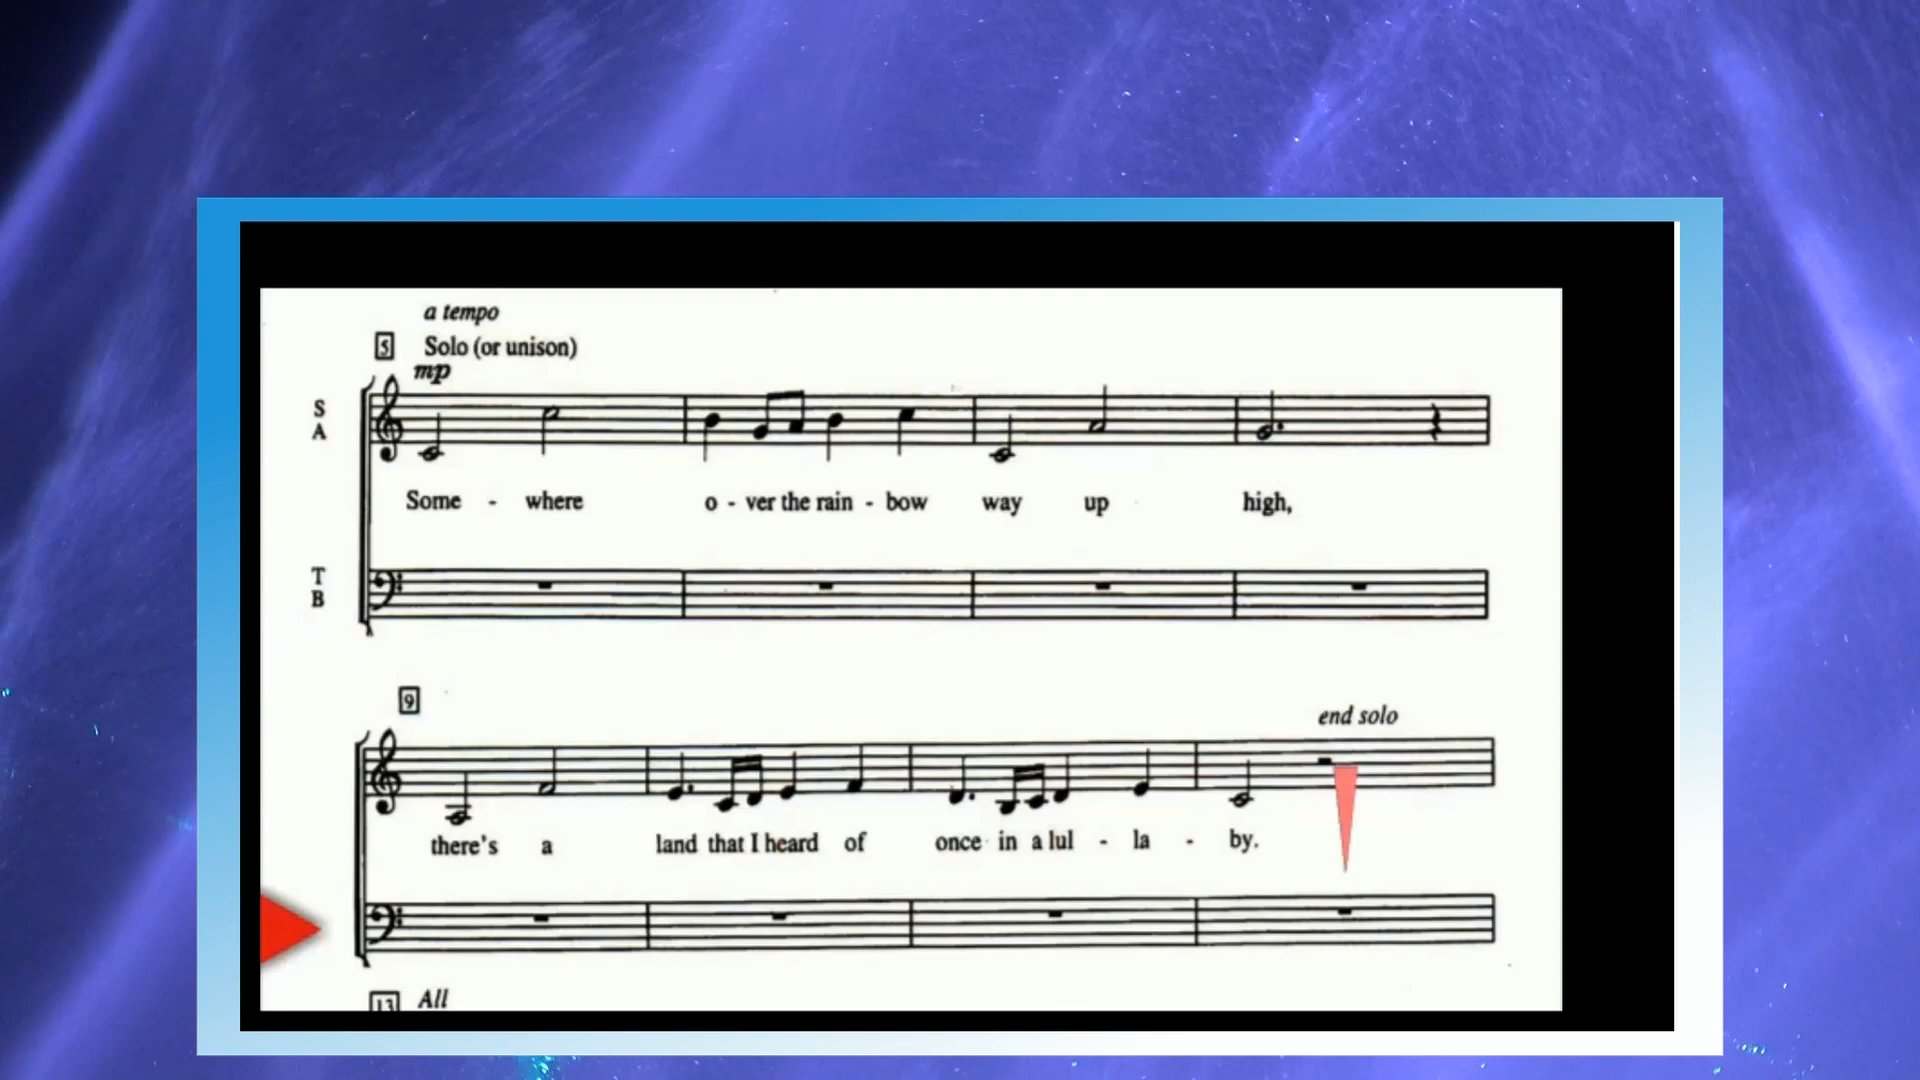 a tempo
5 Solo (or unison)
mp
S
A
Some - where o - ver the rain - bow way up high,
T
B
9
end solo
there's a land that I heard of once in a lul - la - by.
13 All